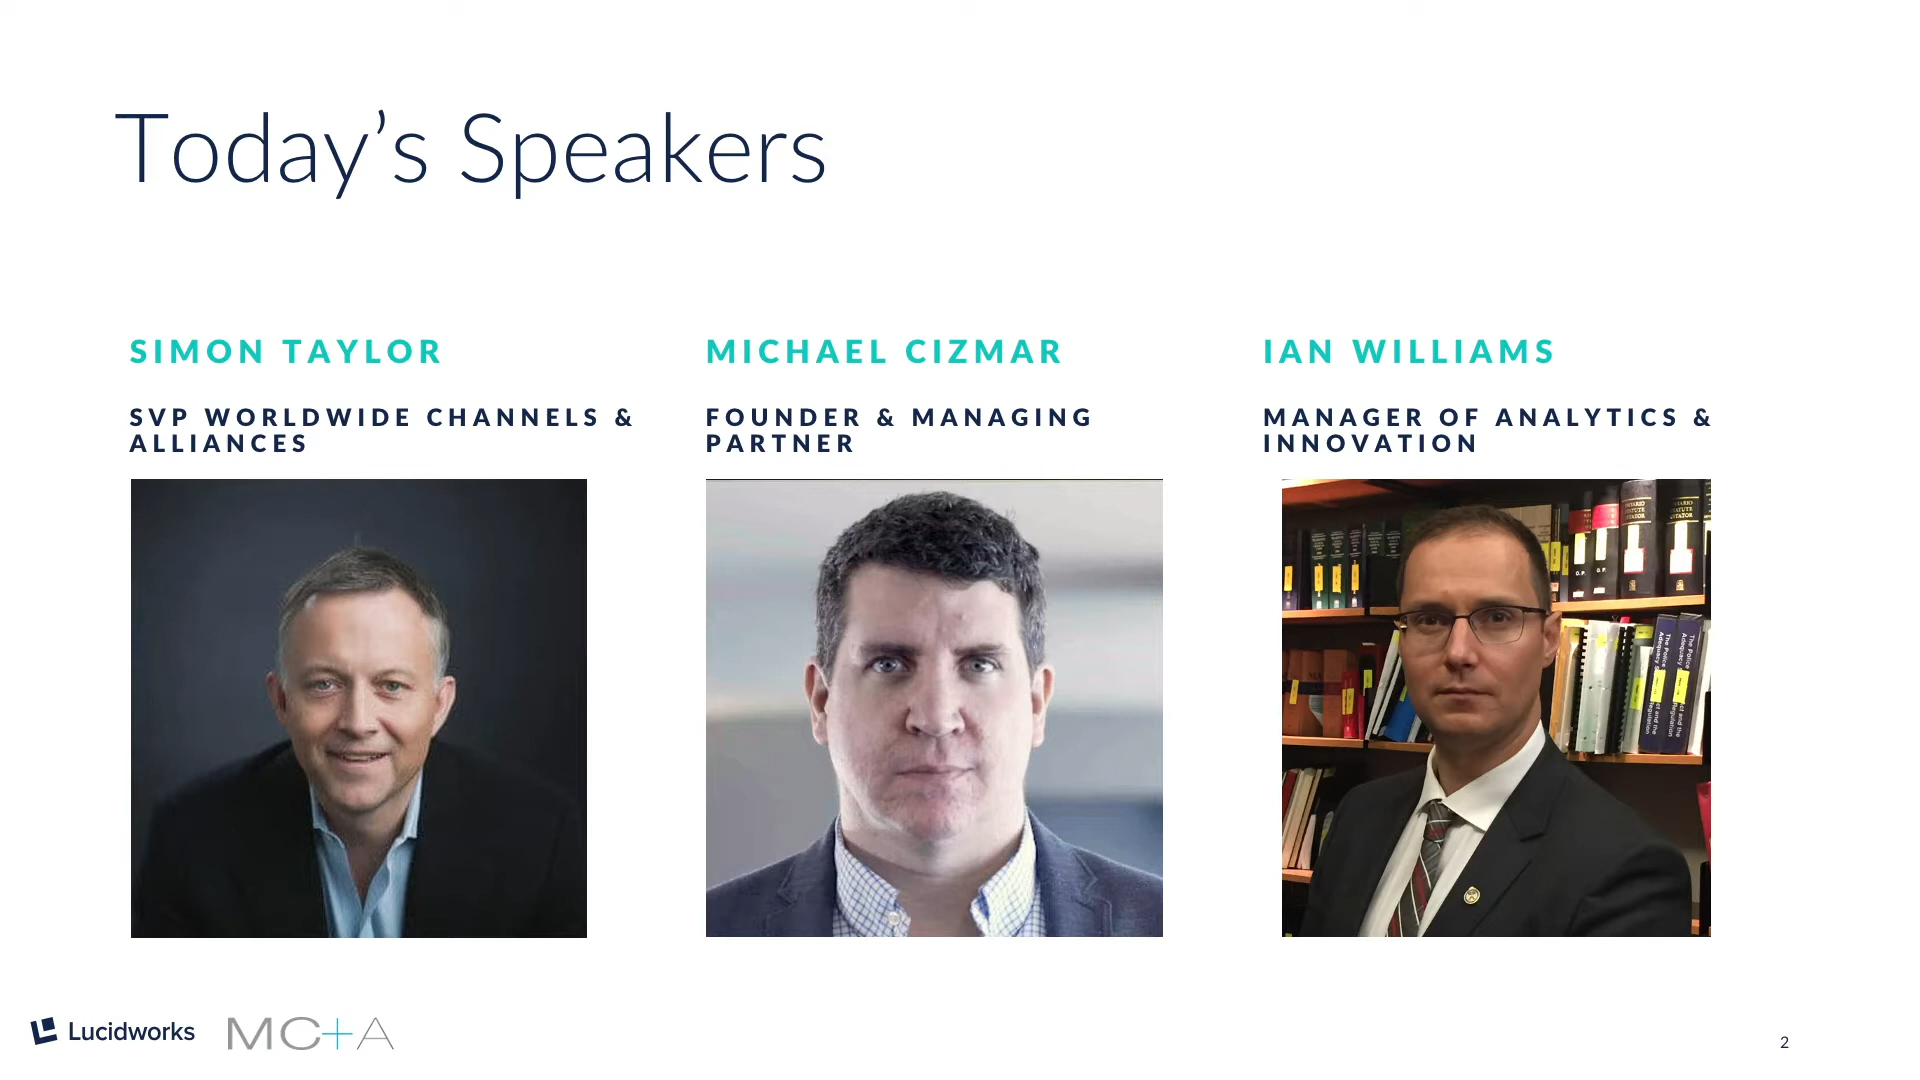 Today’s Speakers
SIMON TAYLOR
SVP WORLDWIDE CHANNELS &
ALLIANCES
MICHAEL CIZMAR
FOUNDER & MANAGING
PARTNER
IAN WILLIAMS
MANAGER OF ANALYTICS &
INNOVATION
Lucidworks
MC+A
2